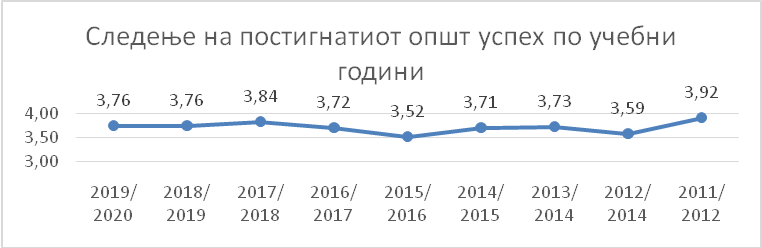 Следење на постигнатиот општ успех по учебни
години
3,76 3,76 3,84 3,72 3,52 3,71 3,73 3,59 3,92
4,00
3,50
3,00
2019/ 2018/ 2017/ 2016/ 2015/ 2014/ 2013/ 2012/ 2011/
2020 2019 2018 2017 2016 2015 2014 2014 2012